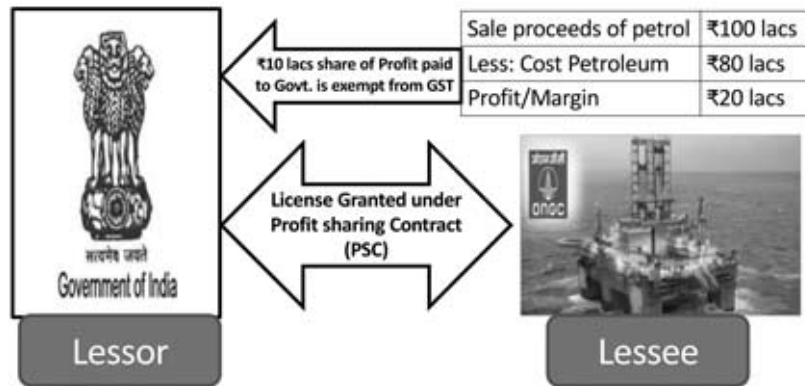 ₹10 lacs share of Profit paid
to Govt. is exempt from GST
Sale proceeds of petrol ₹100 lacs
Less: Cost Petroleum ₹80 lacs
Profit/Margin ₹20 lacs
सत्यमेव जयते
Government of India
License Granted under
Profit sharing Contract
(PSC)
ओएनजीसी
ONGC
Lessor
Lessee